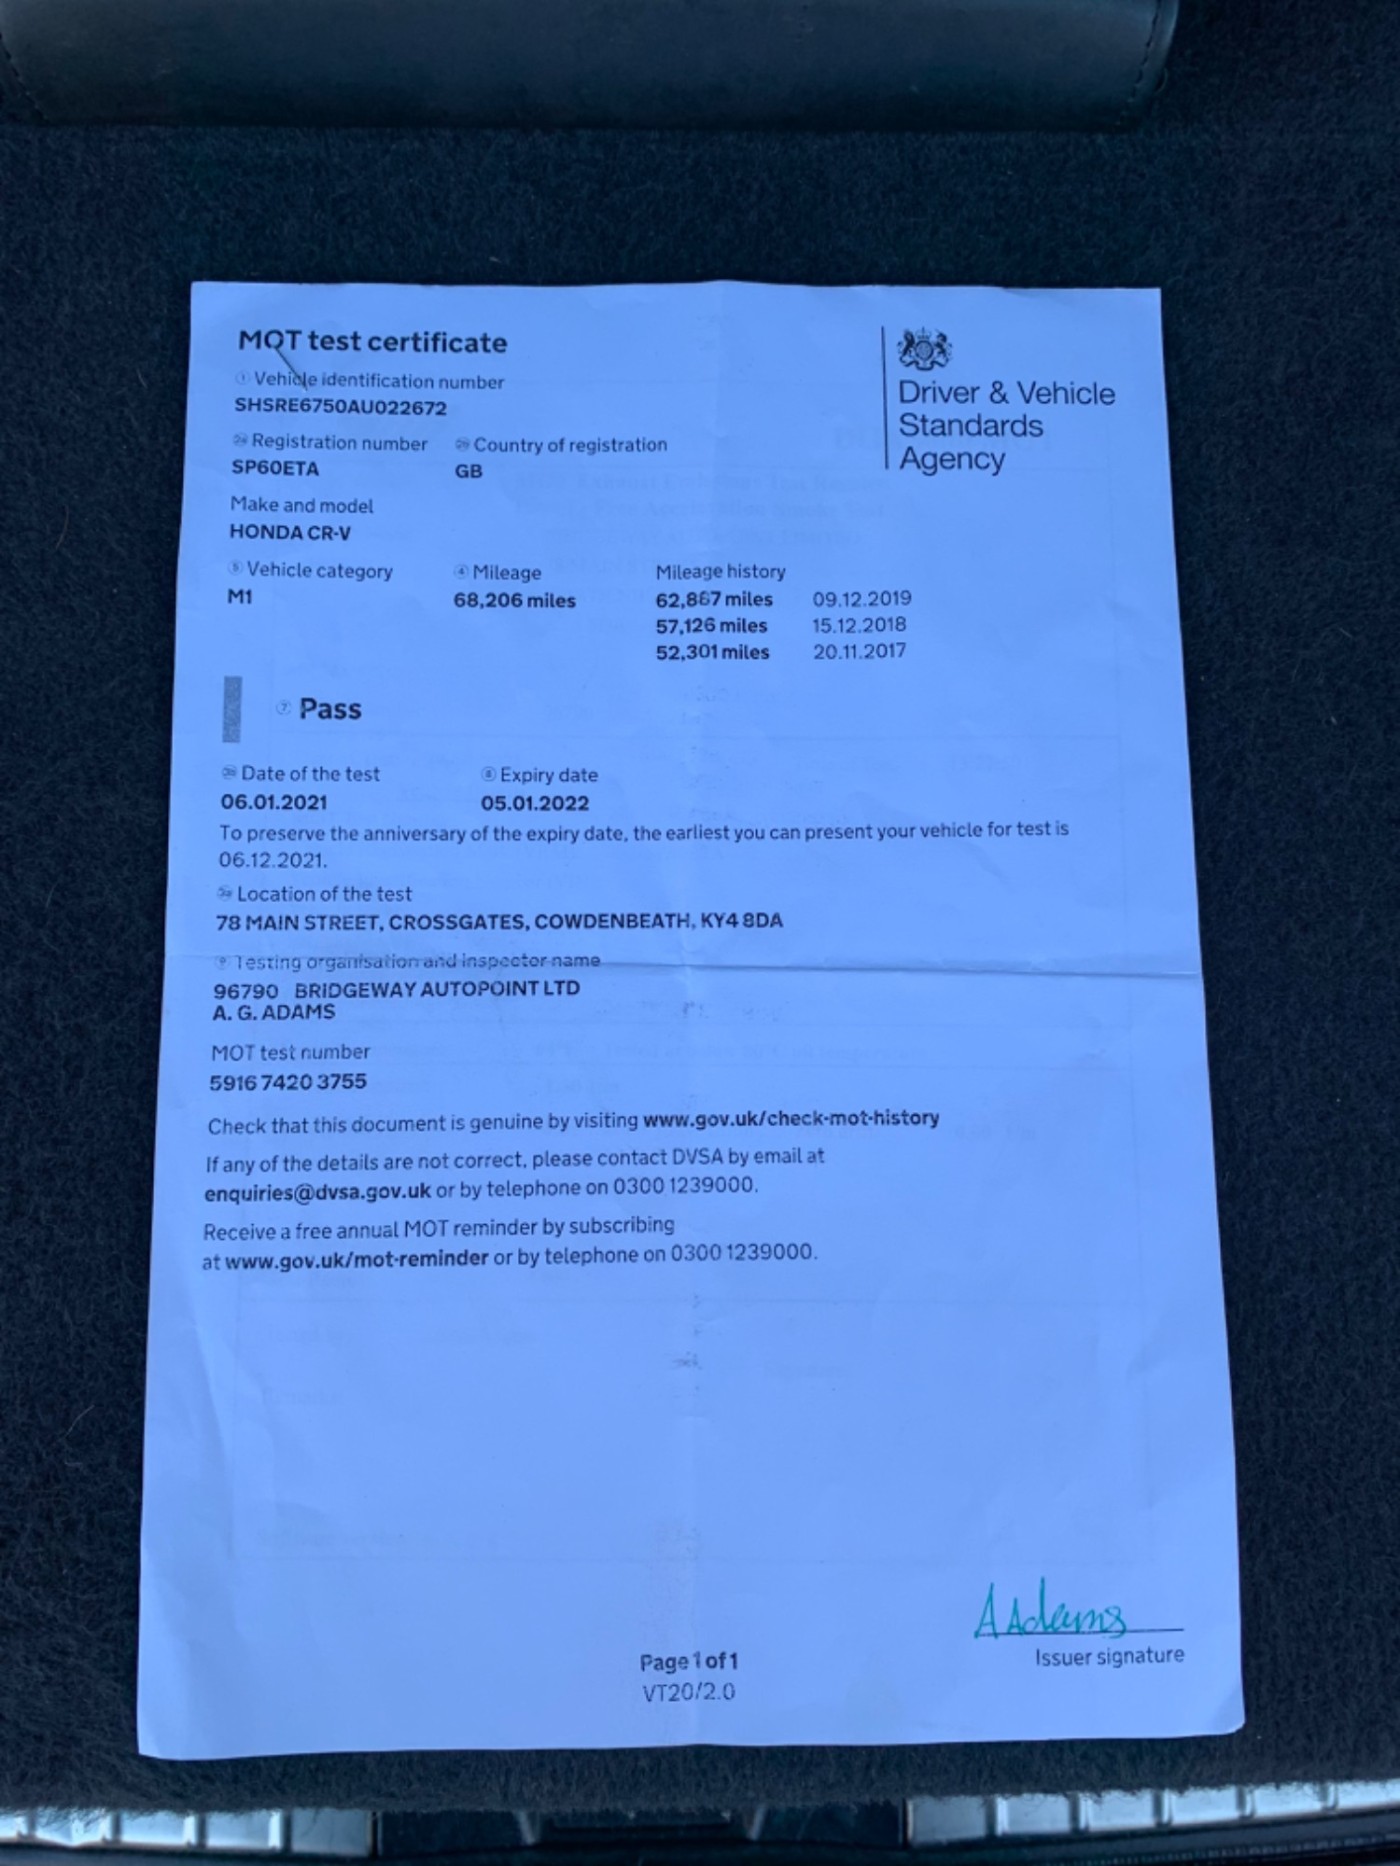 MOT test certificate
Driver & Vehicle
Standards
Agency
Vehicle identification number
SHSRE6750AU022672
Registration number Country of registration
SP60ETA GB
Make and model
HONDA CR-V
Vehicle category Mileage Mileage history
M1 68,206 miles 62,867 miles 09.12.2019
57,126 miles 15.12.2018
52,301 miles 20.11.2017
Pass
Date of the test Expiry date
06.01.2021 05.01.2022
To preserve the anniversary of the expiry date, the earliest you can present your vehicle for test is
06.12.2021.
Location of the test
78 MAIN STREET, CROSSGATES, COWDENBEATH, KY4 8DA
Testing organisation and inspector name
96790 BRIDGEWAY AUTOPOINT LTD
A. G. ADAMS
MOT test number
5916 7420 3755
Check that this document is genuine by visiting www.gov.uk/check-mot-history
If any of the details are not correct, please contact DVSA by email at
enquiries@dvsa.gov.uk or by telephone on 0300 1239000.
Receive a free annual MOT reminder by subscribing
at www.gov.uk/mot-reminder or by telephone on 0300 1239000.
AAdams
Issuer signature
Page 1 of 1
VT20/2.0